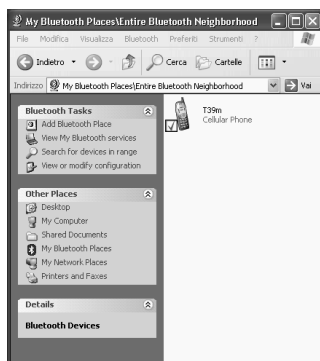 My Bluetooth Places\Entire Bluetooth Neighborhood
File Modifica Visualizza Bluetooth Preferiti Strumenti ?
Indietro Cerca Cartelle
Indirizzo My Bluetooth Places\Entire Bluetooth Neighborhood Vai
Bluetooth Tasks
Add Bluetooth Place
View My Bluetooth services
Search for devices in range
View or modify configuration
Other Places
Desktop
My Computer
Shared Documents
My Bluetooth Places
My Network Places
Printers and Faxes
Details
Bluetooth Devices
T39m
Cellular Phone